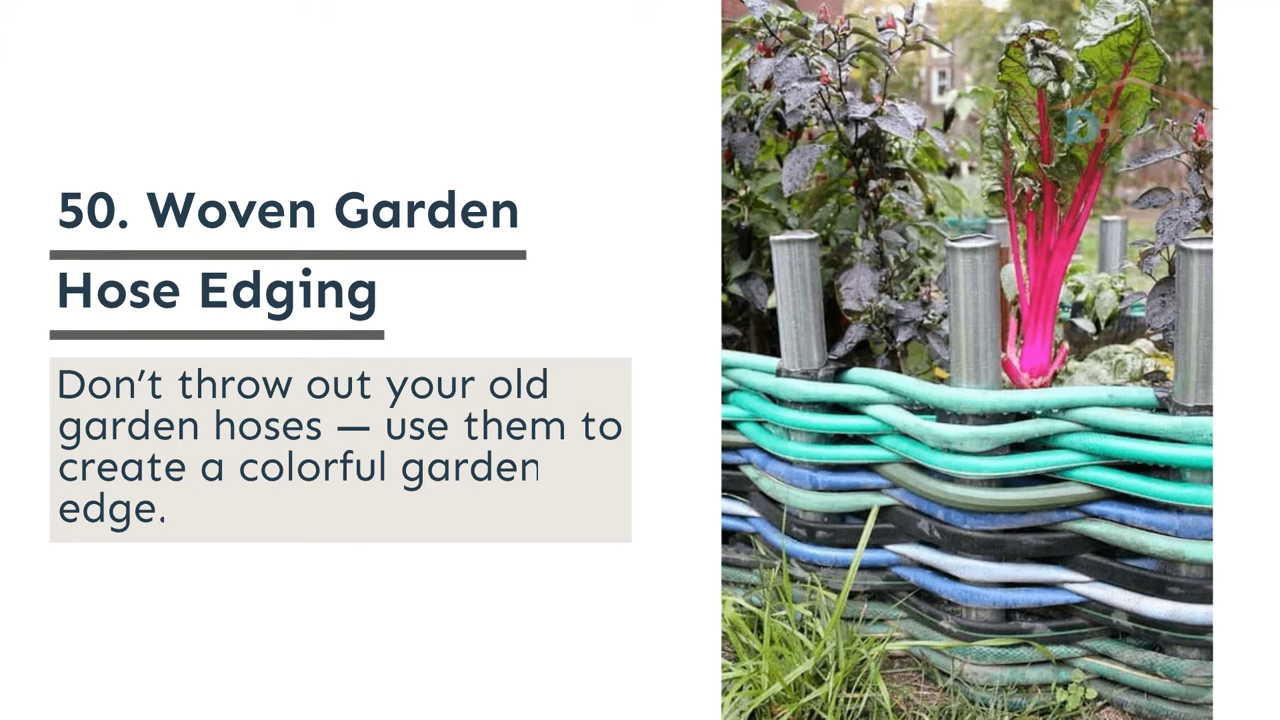 50. Woven Garden
Hose Edging
Don't throw out your old
garden hoses — use them to
create a colorful garden
edge.